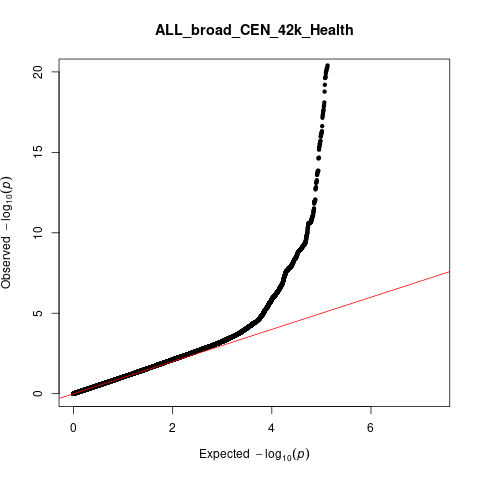 ALL_broad_CEN_42k_Health
Observed −log10(p)
20
15
10
5
0
0 2 4 6
Expected −log10(p)